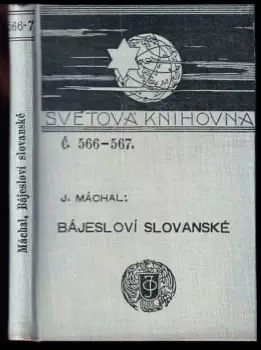 566-7
Máchal, Bájesloví slovanské
SVĚTOVÁ KNIHOVNA
Č. 566-567.
J. MÁCHAL:
BÁJESLOVÍ SLOVANSKÉ